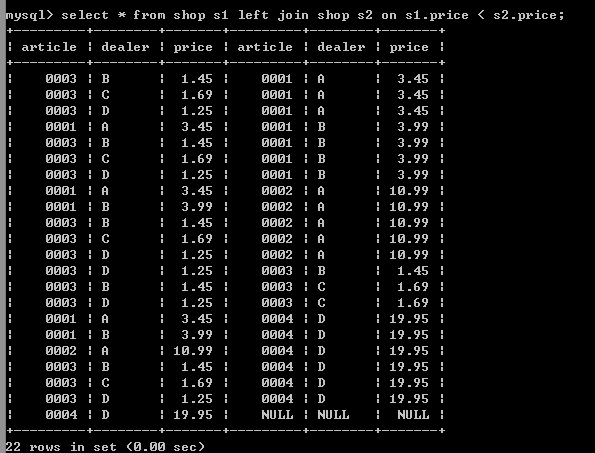 mysql> select * from shop s1 left join shop s2 on s1.price < s2.price;
+---------+--------+-------+---------+--------+-------+
¦ article ¦ dealer ¦ price ¦ article ¦ dealer ¦ price ¦
+---------+--------+-------+---------+--------+-------+
¦    0003 ¦ B      ¦  1.45 ¦    0001 ¦ A      ¦  3.45 ¦
¦    0003 ¦ C      ¦  1.69 ¦    0001 ¦ A      ¦  3.45 ¦
¦    0003 ¦ D      ¦  1.25 ¦    0001 ¦ A      ¦  3.45 ¦
¦    0001 ¦ A      ¦  3.45 ¦    0001 ¦ B      ¦  3.99 ¦
¦    0003 ¦ B      ¦  1.45 ¦    0001 ¦ B      ¦  3.99 ¦
¦    0003 ¦ C      ¦  1.69 ¦    0001 ¦ B      ¦  3.99 ¦
¦    0003 ¦ D      ¦  1.25 ¦    0001 ¦ B      ¦  3.99 ¦
¦    0001 ¦ A      ¦  3.45 ¦    0002 ¦ A      ¦ 10.99 ¦
¦    0001 ¦ B      ¦  3.99 ¦    0002 ¦ A      ¦ 10.99 ¦
¦    0003 ¦ B      ¦  1.45 ¦    0002 ¦ A      ¦ 10.99 ¦
¦    0003 ¦ C      ¦  1.69 ¦    0002 ¦ A      ¦ 10.99 ¦
¦    0003 ¦ D      ¦  1.25 ¦    0002 ¦ A      ¦ 10.99 ¦
¦    0003 ¦ D      ¦  1.25 ¦    0003 ¦ B      ¦  1.45 ¦
¦    0003 ¦ B      ¦  1.45 ¦    0003 ¦ C      ¦  1.69 ¦
¦    0003 ¦ D      ¦  1.25 ¦    0003 ¦ C      ¦  1.69 ¦
¦    0001 ¦ A      ¦  3.45 ¦    0004 ¦ D      ¦ 19.95 ¦
¦    0001 ¦ B      ¦  3.99 ¦    0004 ¦ D      ¦ 19.95 ¦
¦    0002 ¦ A      ¦ 10.99 ¦    0004 ¦ D      ¦ 19.95 ¦
¦    0003 ¦ B      ¦  1.45 ¦    0004 ¦ D      ¦ 19.95 ¦
¦    0003 ¦ C      ¦  1.69 ¦    0004 ¦ D      ¦ 19.95 ¦
¦    0003 ¦ D      ¦  1.25 ¦    0004 ¦ D      ¦ 19.95 ¦
¦    0004 ¦ D      ¦ 19.95 ¦    NULL ¦ NULL   ¦  NULL ¦
+---------+--------+-------+---------+--------+-------+
22 rows in set (0.00 sec)